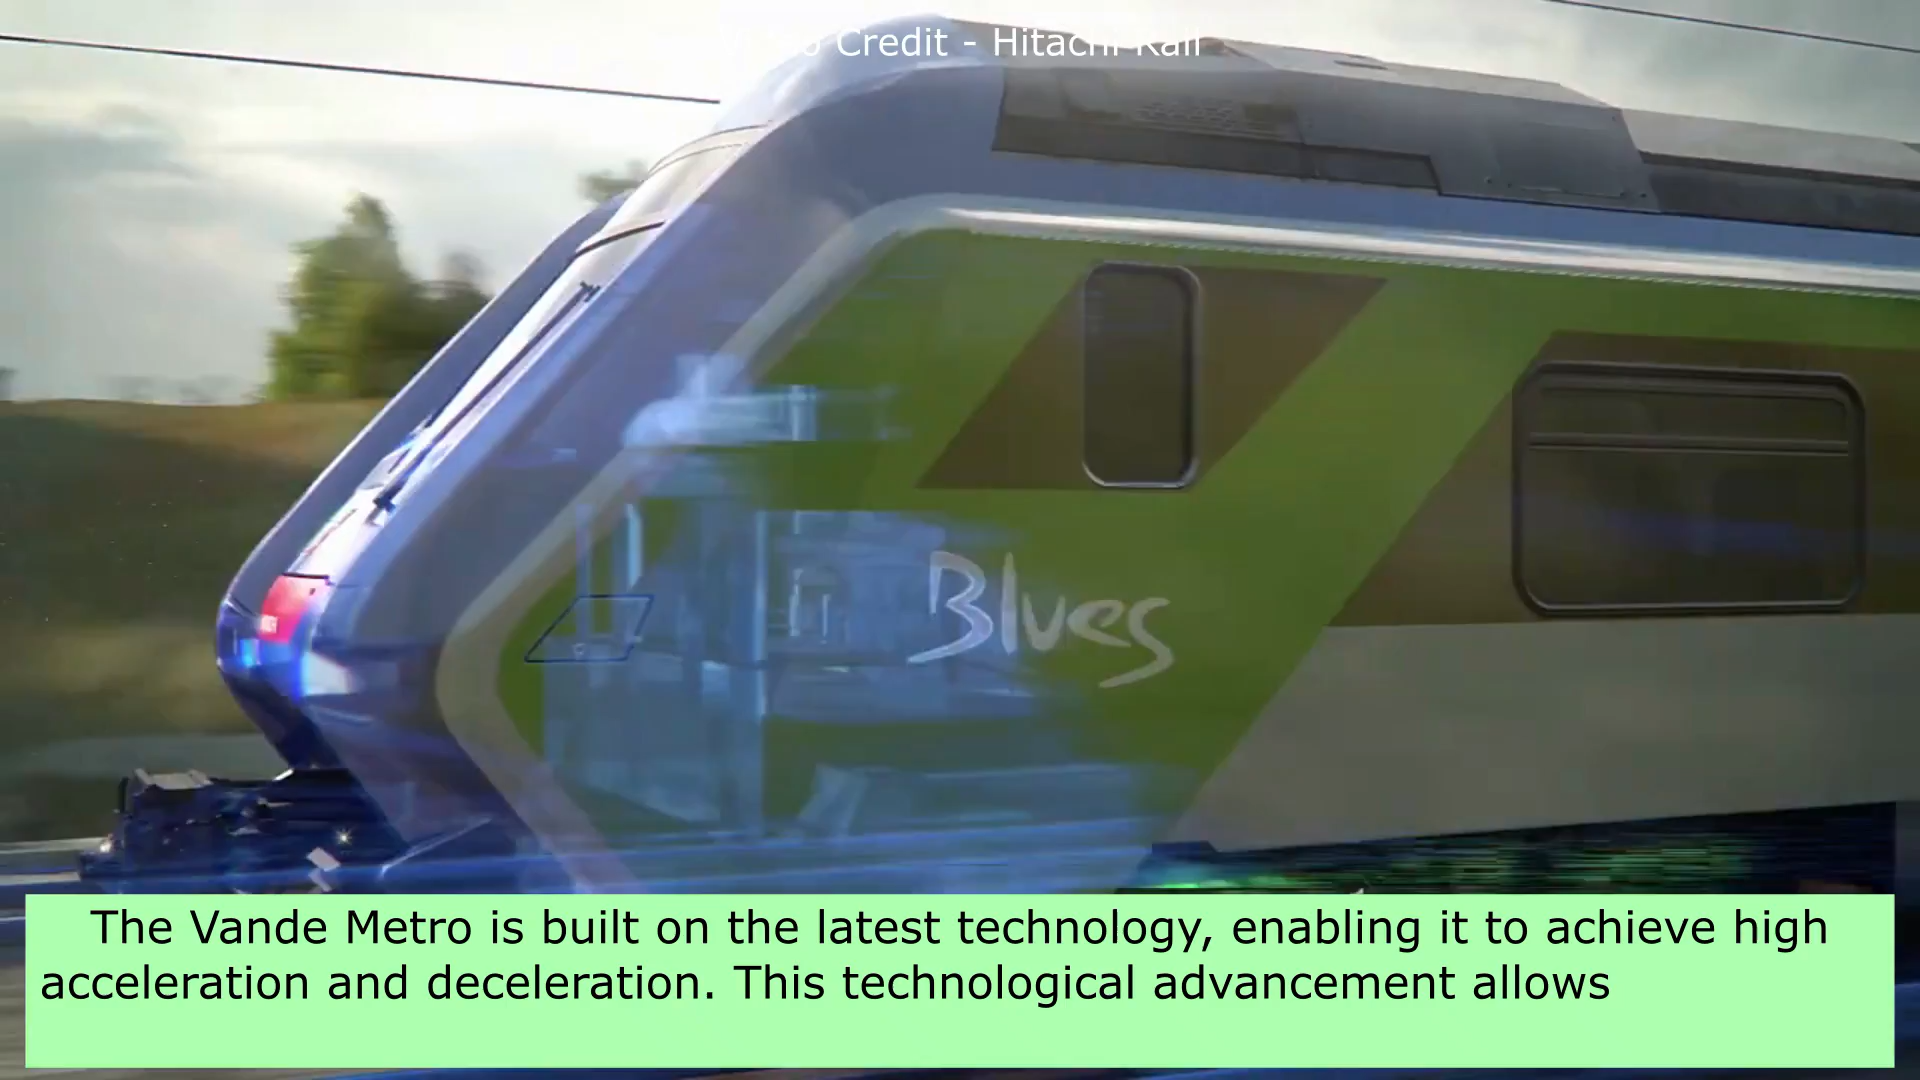 Credit - Hitachi Rail
Blues
The Vande Metro is built on the latest technology, enabling it to achieve high
acceleration and deceleration. This technological advancement allows